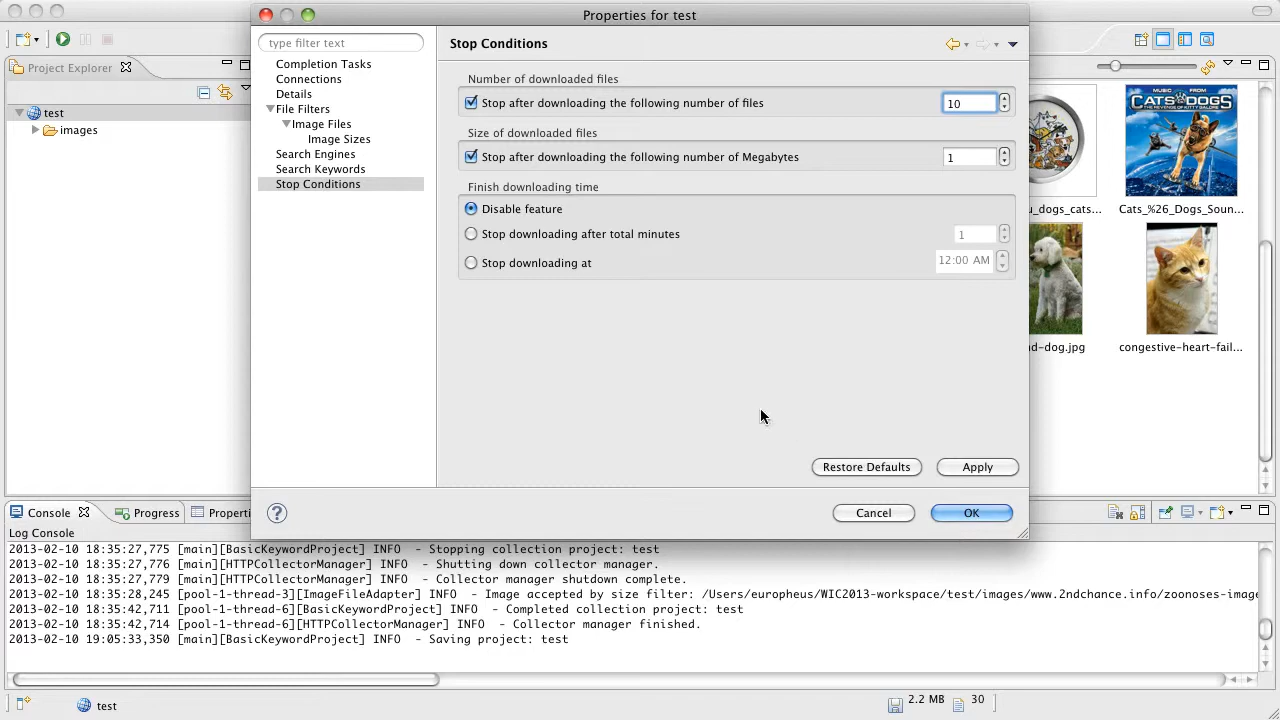 Properties for test
type filter text
Completion Tasks
Connections
Details
File Filters
Image Files
Image Sizes
Search Engines
Search Keywords
Stop Conditions
Stop Conditions
Number of downloaded files
Stop after downloading the following number of files 10
Size of downloaded files
Stop after downloading the following number of Megabytes 1
Finish downloading time
Disable feature
Stop downloading after total minutes 1
Stop downloading at 12:00 AM
Restore Defaults Apply
Cancel OK
Project Explorer
test
images
MUSIC FROM
CATS & DOGS
THE REVENGE OF KITTY GALORE
u_dogs_cats... Cats_%26_Dogs_Soun...
d-dog.jpg congestive-heart-fail...
Console Progress Properti
Log Console
2013-02-10 18:35:27,775 [main][BasicKeywordProject] INFO - Stopping collection project: test
2013-02-10 18:35:27,776 [main][HTTPCollectorManager] INFO - Shutting down collector manager.
2013-02-10 18:35:27,779 [main][HTTPCollectorManager] INFO - Collector manager shutdown complete.
2013-02-10 18:35:28,245 [pool-1-thread-3][ImageFileAdapter] INFO - Image accepted by size filter: /Users/europheus/WIC2013-workspace/test/images/www.2ndchance.info/zoonoses-image
2013-02-10 18:35:42,711 [pool-1-thread-6][BasicKeywordProject] INFO - Completed collection project: test
2013-02-10 18:35:42,714 [pool-1-thread-6][HTTPCollectorManager] INFO - Collector manager finished.
2013-02-10 19:05:33,350 [main][BasicKeywordProject] INFO - Saving project: test
test 2.2 MB 30